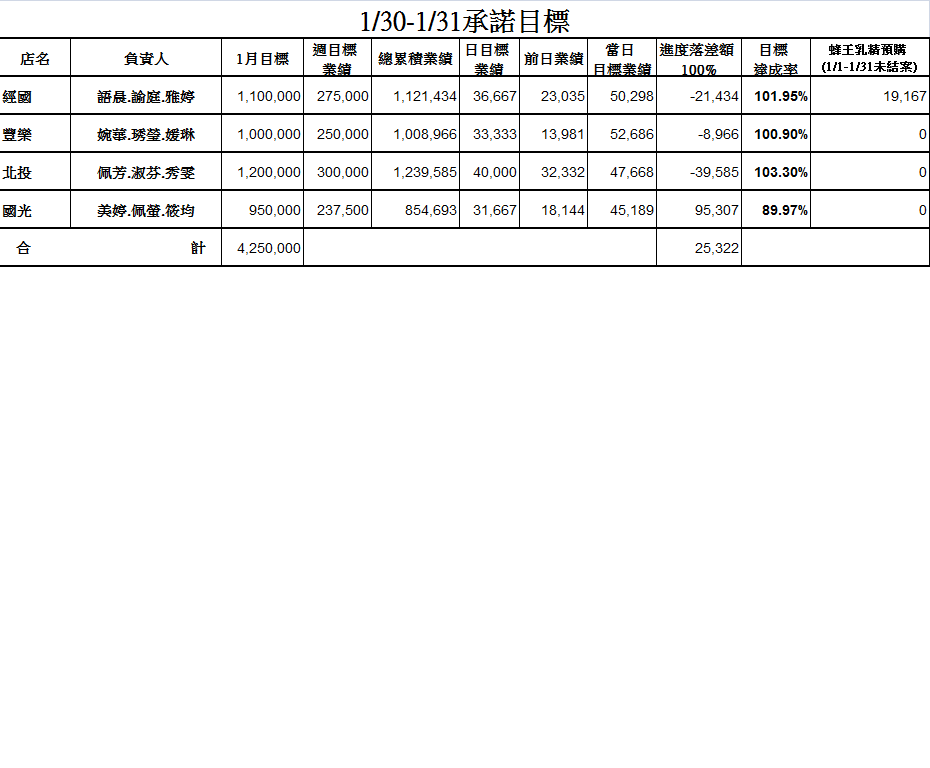 1/30-1/31承諾目標
店名 負責人 1月目標 週目標業績 總累積業績 日目標業績 前日業績 當日目標業績 進度落差額100% 目標達成率 蜂王乳精預購(1/1-1/31未結案)
經國 語晨.諭庭.雅婷 1,100,000 275,000 1,121,434 36,667 23,035 50,298 -21,434 101.95% 19,167
豐樂 婉華.琇瑩.媛琳 1,000,000 250,000 1,008,966 33,333 13,981 52,686 -8,966 100.90% 0
北投 佩芳.淑芬.秀雯 1,200,000 300,000 1,239,585 40,000 32,332 47,668 -39,585 103.30% 0
國光 美婷.佩螢.筱均 950,000 237,500 854,693 31,667 18,144 45,189 95,307 89.97% 0
合 計 4,250,000 25,322